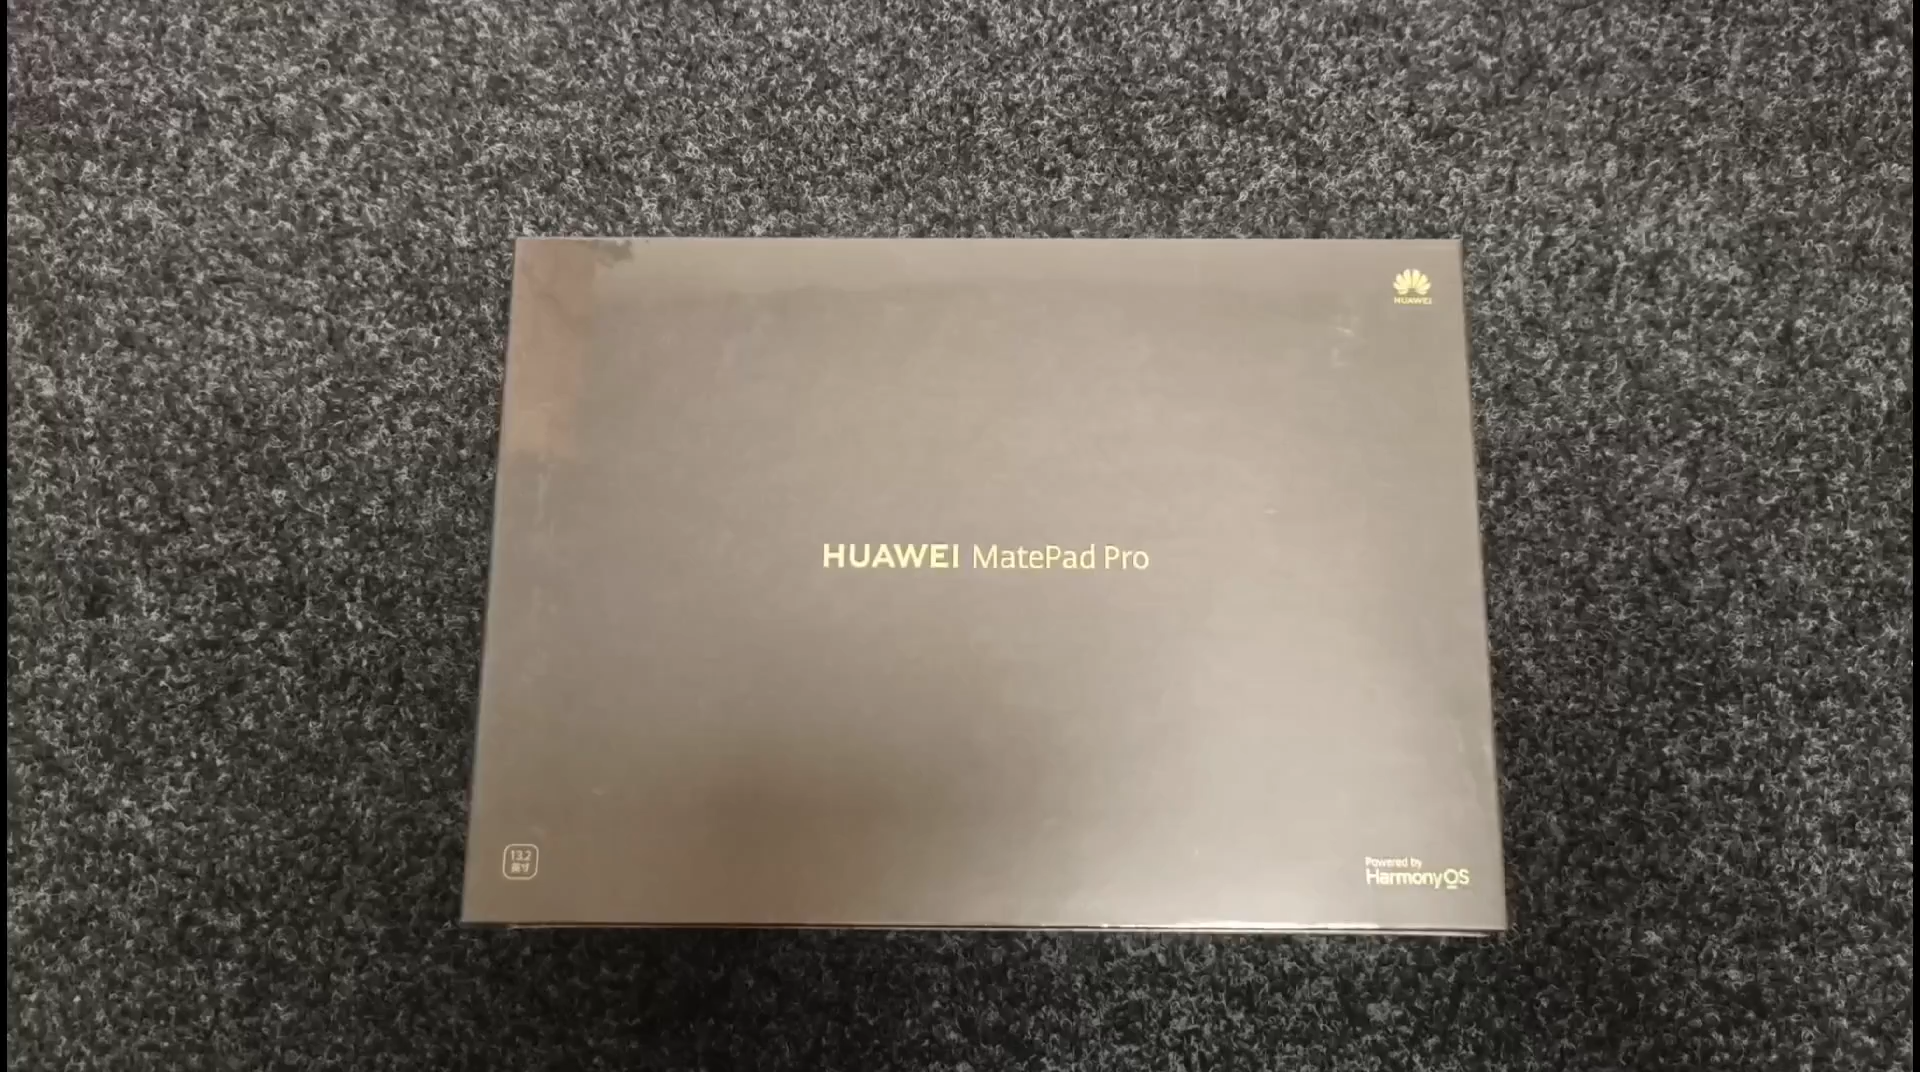 HUAWEI
HUAWEI MatePad Pro
13.2
英寸
Powered by
HarmonyOS